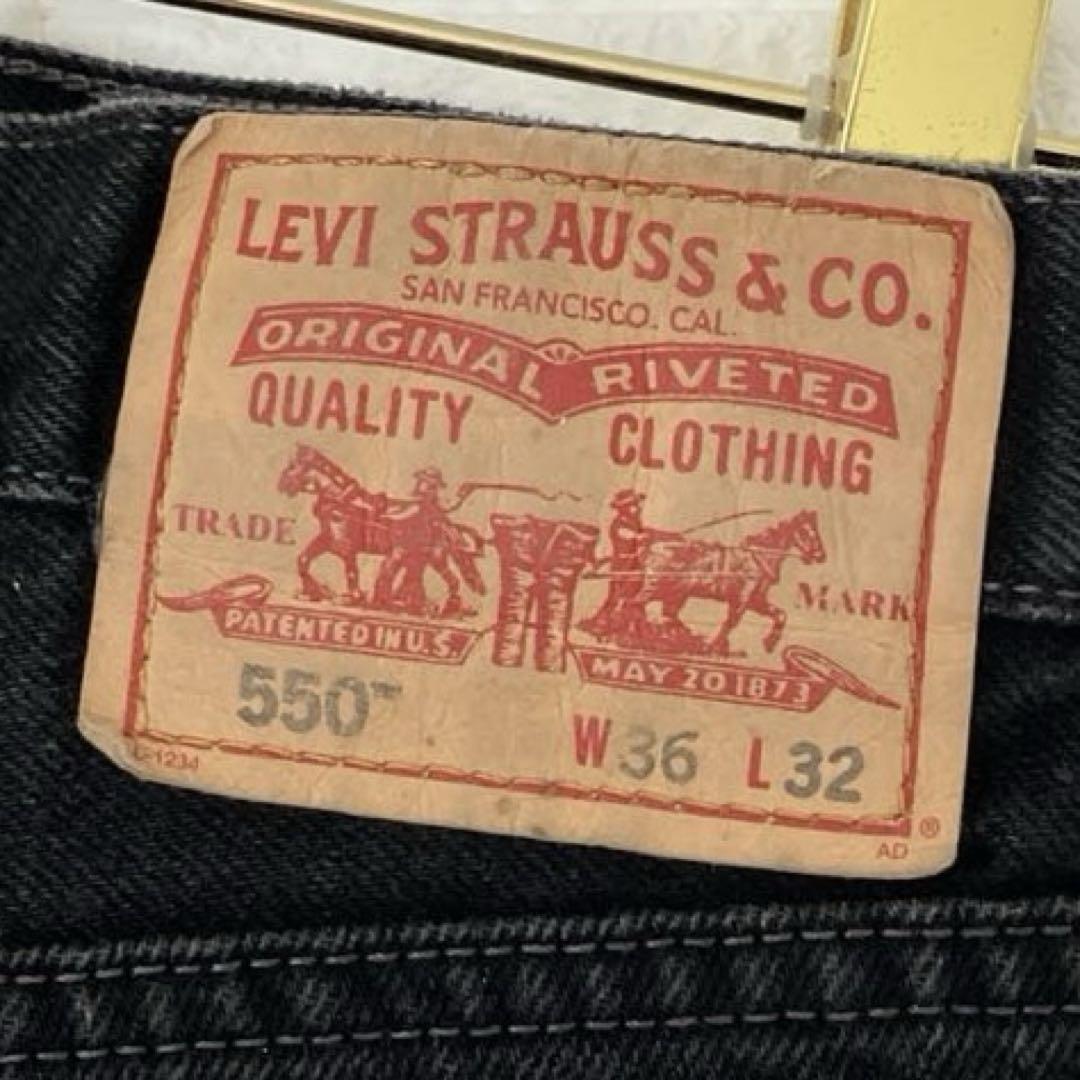 LEVI STRAUSS & CO.
SAN FRANCISCO. CAL.
ORIGINAL RIVETED
QUALITY CLOTHING
TRADE MARK
PATENTED IN U.S. MAY 20 1873
550™ W 36 L 32
®
AD